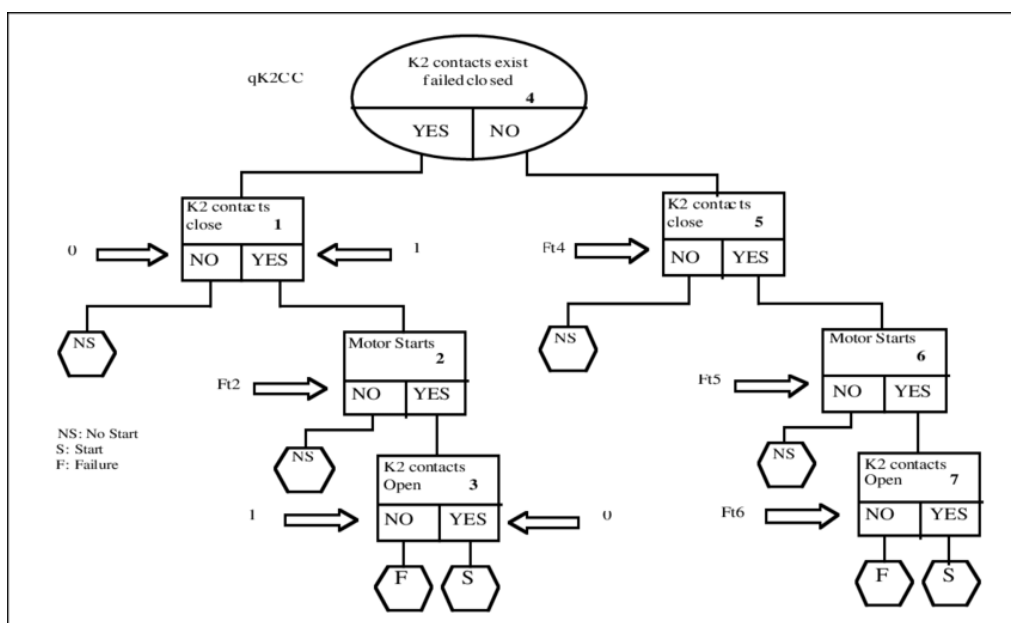 K2 contacts exist
failed closed
4
qK2CC
YES
NO
K2 contacts
close
1
0
1
NO
YES
K2 contacts
close
5
Ft4
NO
YES
NS
NS
Motor Starts
2
Ft2
NO
YES
Motor Starts
6
Ft5
NO
YES
NS: No Start
S: Start
F: Failure
NS
NS
K2 contacts
Open
3
1
NO
YES
0
K2 contacts
Open
7
Ft6
NO
YES
F
S
F
S